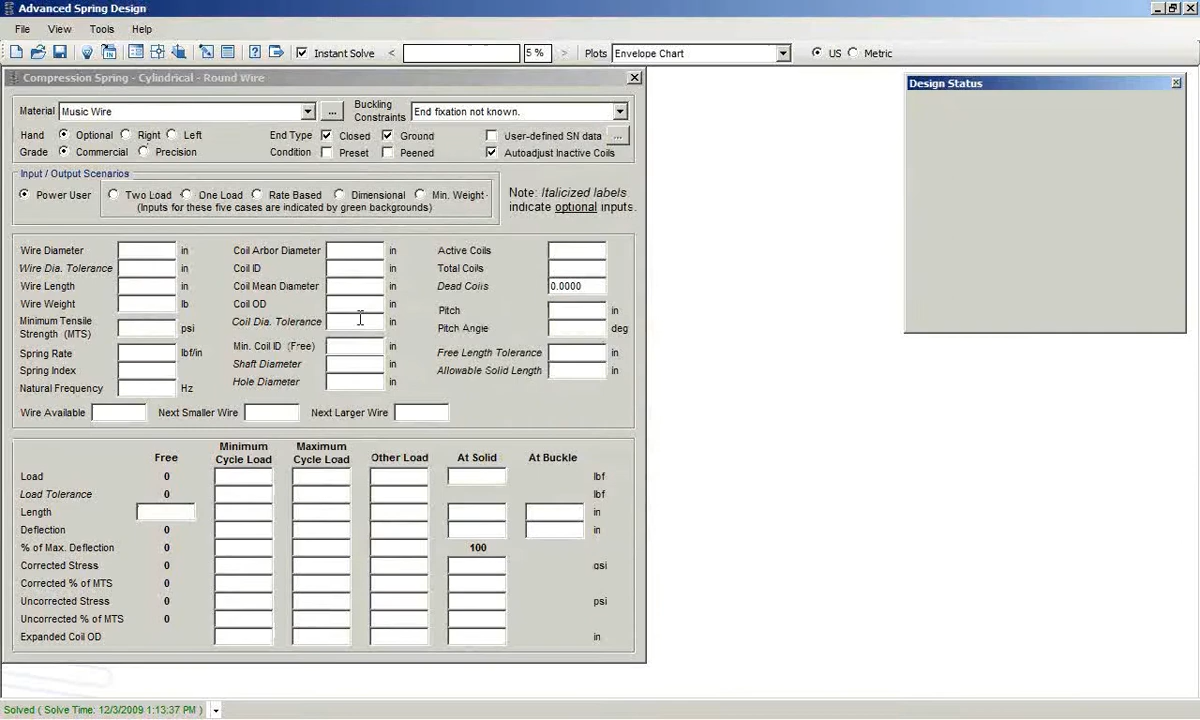 Advanced Spring Design
File View Tools Help
Instant Solve < 5 % > Plots Envelope Chart US Metric
Compression Spring - Cylindrical - Round Wire
Design Status
Material Music Wire ... Buckling Constraints End fixation not known.
Hand Optional Right Left End Type Closed Ground User-defined SN data ...
Grade Commercial Precision Condition Preset Peened Autoadjust Inactive Coils
Input / Output Scenarios
Power User Two Load One Load Rate Based Dimensional Min. Weight
(Inputs for these five cases are indicated by green backgrounds)
Note: Italicized labels
indicate optional inputs.
Wire Diameter in Coil Arbor Diameter in Active Coils
Wire Dia. Tolerance in Coil ID in Total Coils
Wire Length in Coil Mean Diameter in Dead Coils 0.0000
Wire Weight lb Coil OD in Pitch in
Minimum Tensile Strength (MTS) psi Coil Dia. Tolerance in Pitch Angle deg
Spring Rate lbf/in Min. Coil ID (Free) in Free Length Tolerance in
Spring Index Shaft Diameter in Allowable Solid Length in
Natural Frequency Hz Hole Diameter in
Wire Available Next Smaller Wire Next Larger Wire
Free Minimum Cycle Load Maximum Cycle Load Other Load At Solid At Buckle
Load 0 lbf
Load Tolerance 0 lbf
Length in
Deflection 0 in
% of Max. Deflection 0 100
Corrected Stress 0 psi
Corrected % of MTS 0
Uncorrected Stress 0 psi
Uncorrected % of MTS 0
Expanded Coil OD in
Solved ( Solve Time: 12/3/2009 1:13:37 PM )